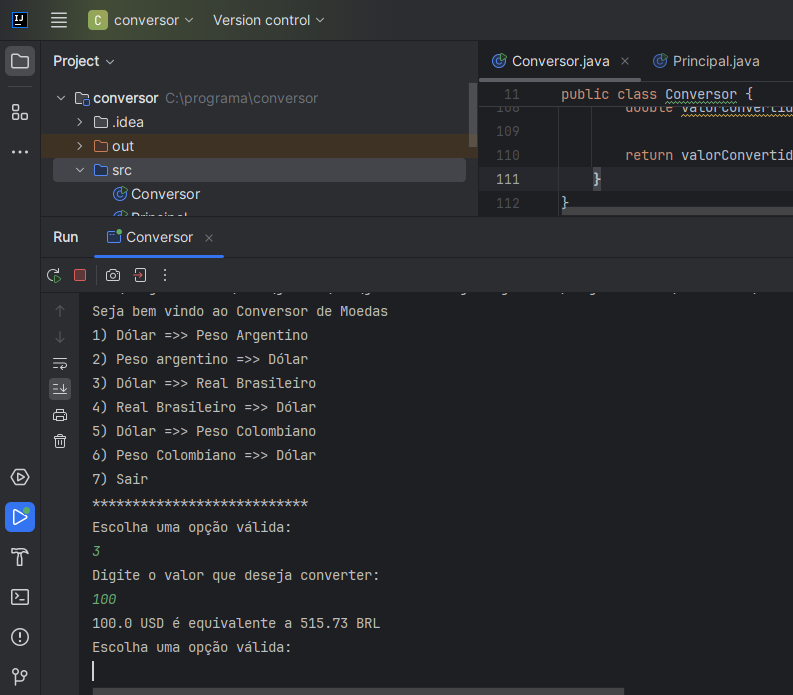 C conversor Version control
Project
conversor C:\programa\conversor
.idea
out
src
Conversor
Principal
Conversor.java
Principal.java
11 public class Conversor {
108 double valorConvertid
109
110 return valorConvertid
111 }
112 }
Run Conversor
Seja bem vindo ao Conversor de Moedas
1) Dólar =>> Peso Argentino
2) Peso argentino =>> Dólar
3) Dólar =>> Real Brasileiro
4) Real Brasileiro =>> Dólar
5) Dólar =>> Peso Colombiano
6) Peso Colombiano =>> Dólar
7) Sair
***************************
Escolha uma opção válida:
3
Digite o valor que deseja converter:
100
100.0 USD é equivalente a 515.73 BRL
Escolha uma opção válida: